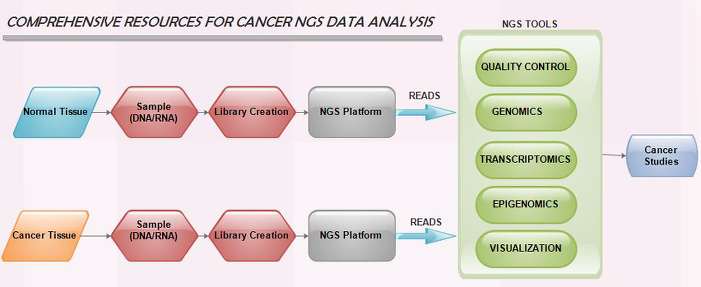 COMPREHENSIVE RESOURCES FOR CANCER NGS DATA ANALYSIS
NGS TOOLS
Normal Tissue
Sample
(DNA/RNA)
Library Creation
NGS Platform
READS
Cancer Tissue
Sample
(DNA/RNA)
Library Creation
NGS Platform
READS
QUALITY CONTROL
GENOMICS
TRANSCRIPTOMICS
EPIGENOMICS
VISUALIZATION
Cancer
Studies